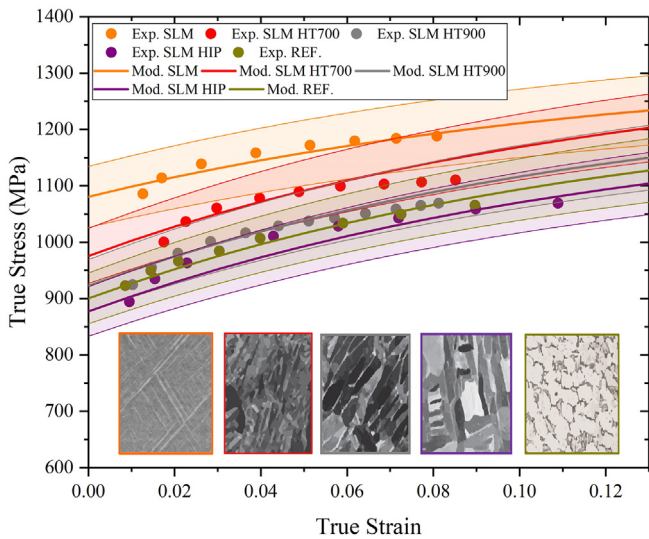 Exp. SLM Exp. SLM HT700 Exp. SLM HT900
Exp. SLM HIP Exp. REF.
Mod. SLM Mod. SLM HT700 Mod. SLM HT900
Mod. SLM HIP Mod. REF.
True Stress (MPa)
1400
1300
1200
1100
1000
900
800
700
600
0.00 0.02 0.04 0.06 0.08 0.10 0.12
True Strain